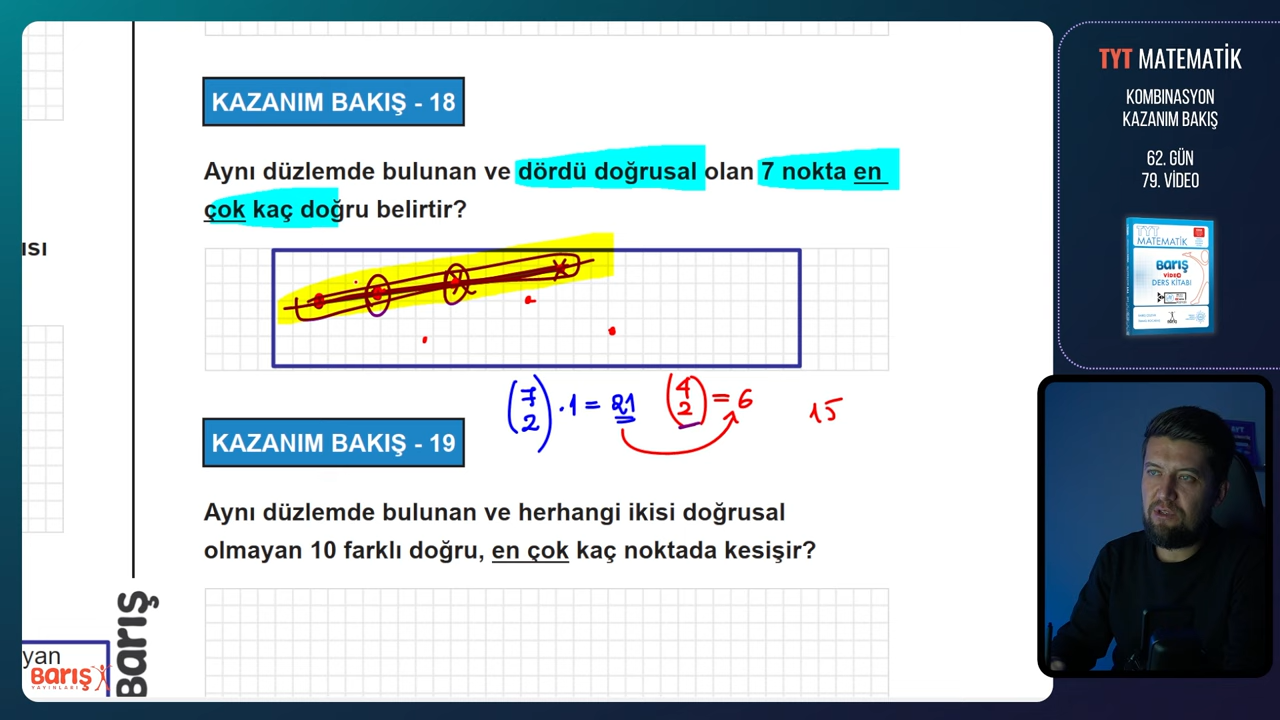 KAZANIM BAKIŞ - 18
Aynı düzlemde bulunan ve dördü doğrusal olan 7 nokta en
çok kaç doğru belirtir?
(7 2) . 1 = 21 (4 2) = 6 15
KAZANIM BAKIŞ - 19
Aynı düzlemde bulunan ve herhangi ikisi doğrusal
olmayan 10 farklı doğru, en çok kaç noktada kesişir?
ısı
yan
BARIŞ
YAYINLARI
Barış
TYT MATEMATİK
KOMBINASYON
KAZANIM BAKIŞ
62. GÜN
79. VİDEO
TYT
MATEMATİK
BARIŞ
VİDEO
DERS KİTABI